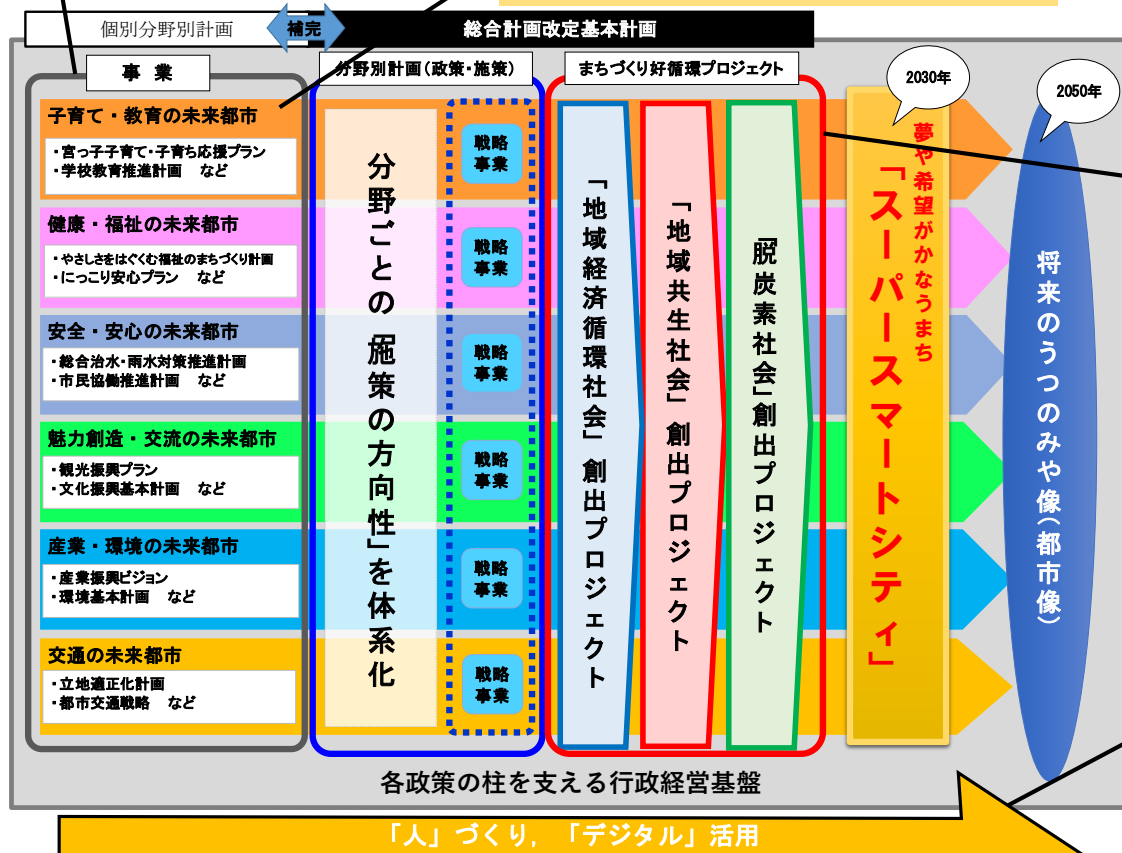 個別分野別計画
補完
総合計画改定基本計画
事 業
分野別計画(政策・施策)
まちづくり好循環プロジェクト
2030年
2050年
子育て・教育の未来都市
・宮っ子子育て・子育ち応援プラン
・学校教育推進計画 など
健康・福祉の未来都市
・やさしさをはぐくむ福祉のまちづくり計画
・にっこり安心プラン など
安全・安心の未来都市
・総合治水・雨水対策推進計画
・市民協働推進計画 など
魅力創造・交流の未来都市
・観光振興プラン
・文化振興基本計画 など
産業・環境の未来都市
・産業振興ビジョン
・環境基本計画 など
交通の未来都市
・立地適正化計画
・都市交通戦略 など
分野ごとの「施策の方向性」を体系化
戦略
事業
戦略
事業
戦略
事業
戦略
事業
戦略
事業
戦略
事業
「地域経済循環社会」創出プロジェクト
「地域共生社会」創出プロジェクト
「脱炭素社会」創出プロジェクト
夢や希望がかなうまち
「スーパースマートシティ」
将来のうつのみや像(都市像)
各政策の柱を支える行政経営基盤
「人」づくり,「デジタル」活用